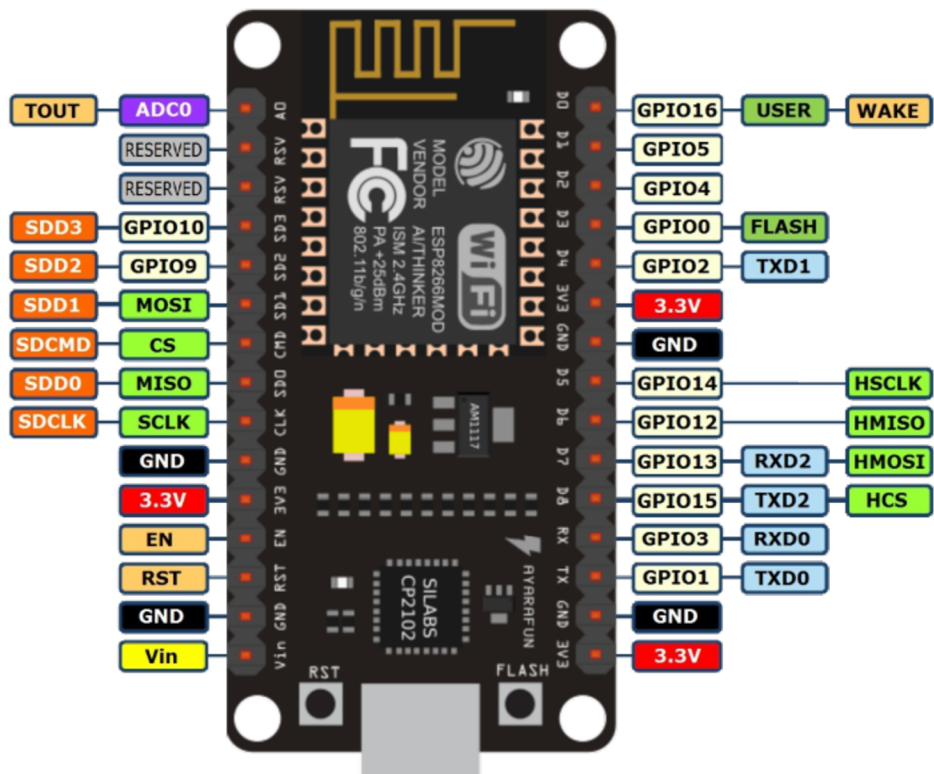 TOUT ADC0 A0 D0 GPIO16 USER WAKE
RESERVED RSV D1 GPIO5
RESERVED RSV D2 GPIO4
SDD3 GPIO10 SD3 D3 GPIO0 FLASH
SDD2 GPIO9 SD2 D4 GPIO2 TXD1
SDD1 MOSI SD1 3V3 3.3V
SDCMD CS CMD GND GND
SDD0 MISO SD0 D5 GPIO14 HSCLK
SDCLK SCLK CLK D6 GPIO12 HMISO
GND GND D7 GPIO13 RXD2 HMOSI
3.3V 3V3 D8 GPIO15 TXD2 HCS
EN EN RX GPIO3 RXD0
RST RST TX GPIO1 TXD0
GND GND GND GND
Vin Vin 3V3 3.3V
MODEL ESP8266MOD
VENDOR AI/THINKER
ISM 2.4GHz
PA +25dBm
802.11b/g/n
FC
Wi Fi
AM1117
SILABS
CP2102
AYARAFUN
RST
FLASH